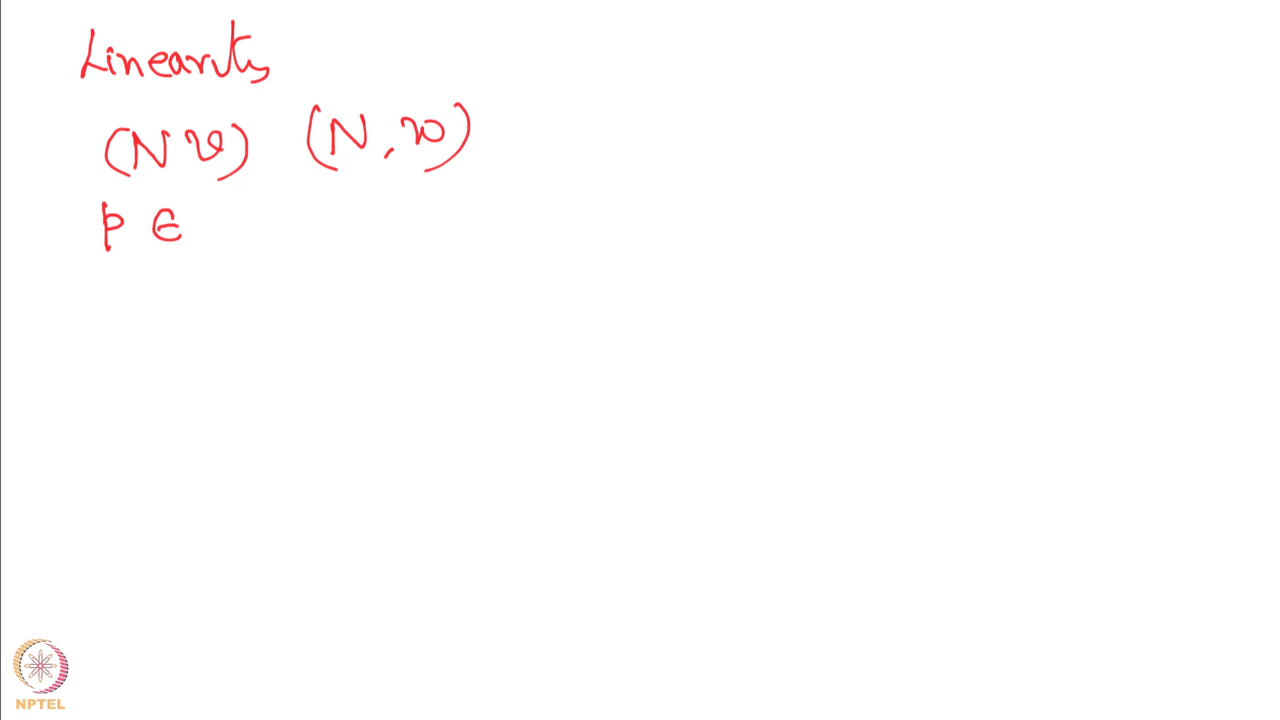 Linearity
(N v) (N, w)
p ∈
NPTEL